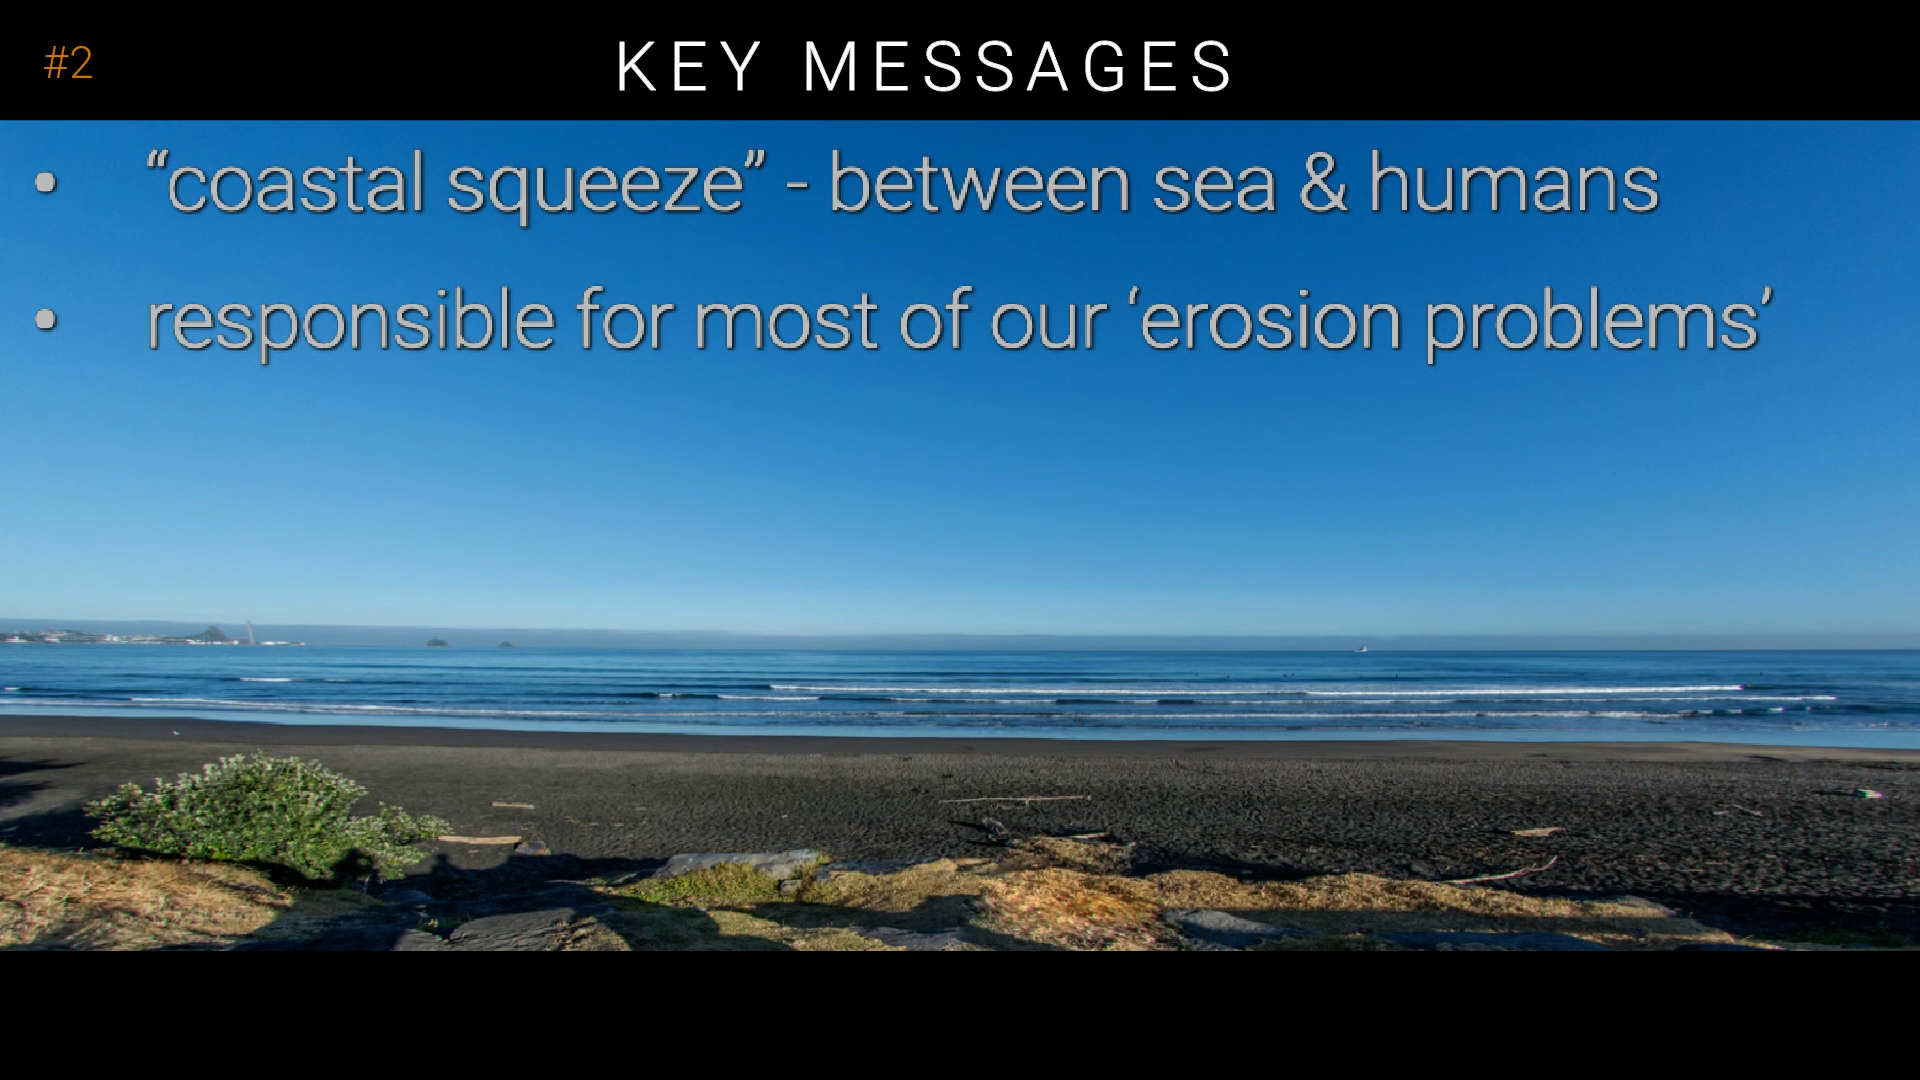 #2
KEY MESSAGES
• “coastal squeeze” - between sea & humans
• responsible for most of our ‘erosion problems’